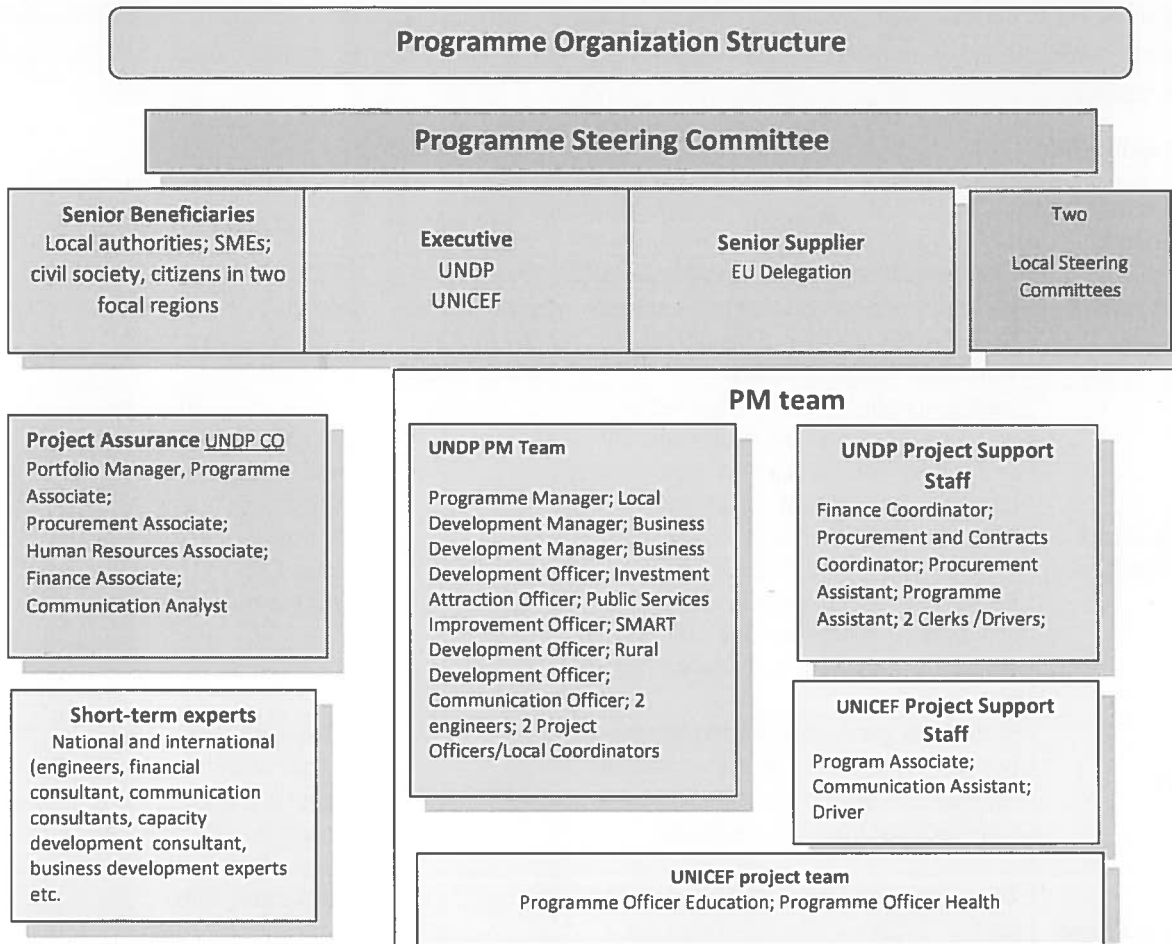 Programme Organization Structure
Programme Steering Committee
Senior Beneficiaries
Local authorities; SMEs;
civil society, citizens in two
focal regions
Executive
UNDP
UNICEF
Senior Supplier
EU Delegation
Two
Local Steering
Committees
PM team
Project Assurance UNDP CO
Portfolio Manager, Programme
Associate;
Procurement Associate;
Human Resources Associate;
Finance Associate;
Communication Analyst
UNDP PM Team
Programme Manager; Local
Development Manager; Business
Development Manager; Business
Development Officer; Investment
Attraction Officer; Public Services
Improvement Officer; SMART
Development Officer; Rural
Development Officer;
Communication Officer; 2
engineers; 2 Project
Officers/Local Coordinators
UNDP Project Support
Staff
Finance Coordinator;
Procurement and Contracts
Coordinator; Procurement
Assistant; Programme
Assistant; 2 Clerks /Drivers;
Short-term experts
National and international
(engineers, financial
consultant, communication
consultants, capacity
development consultant,
business development experts
etc.
UNICEF Project Support
Staff
Program Associate;
Communication Assistant;
Driver
UNICEF project team
Programme Officer Education; Programme Officer Health